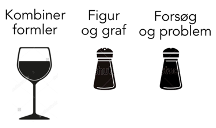 Kombiner
formler
Figur
og graf
Forsøg
og problem